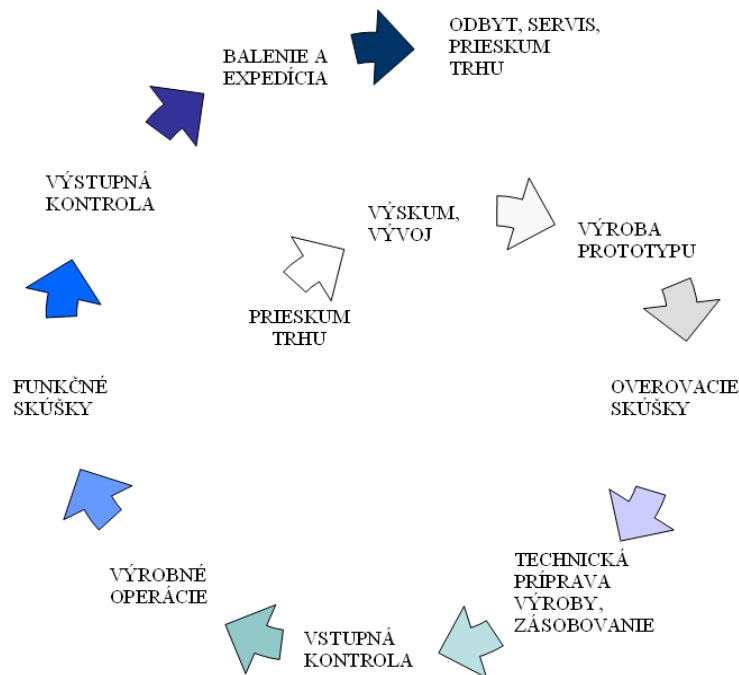 ODBYT, SERVIS,
PRIESKUM
TRHU
BALENIE A
EXPEDÍCIA
VÝSTUPNÁ
KONTROLA
VÝSKUM,
VÝVOJ
VÝROBA
PROTOTYPU
PRIESKUM
TRHU
FUNKČNÉ
SKÚŠKY
OVEROVACIE
SKÚŠKY
TECHNICKÁ
PRÍPRAVA
VÝROBY,
ZÁSOBOVANIE
VÝROBNÉ
OPERÁCIE
VSTUPNÁ
KONTROLA